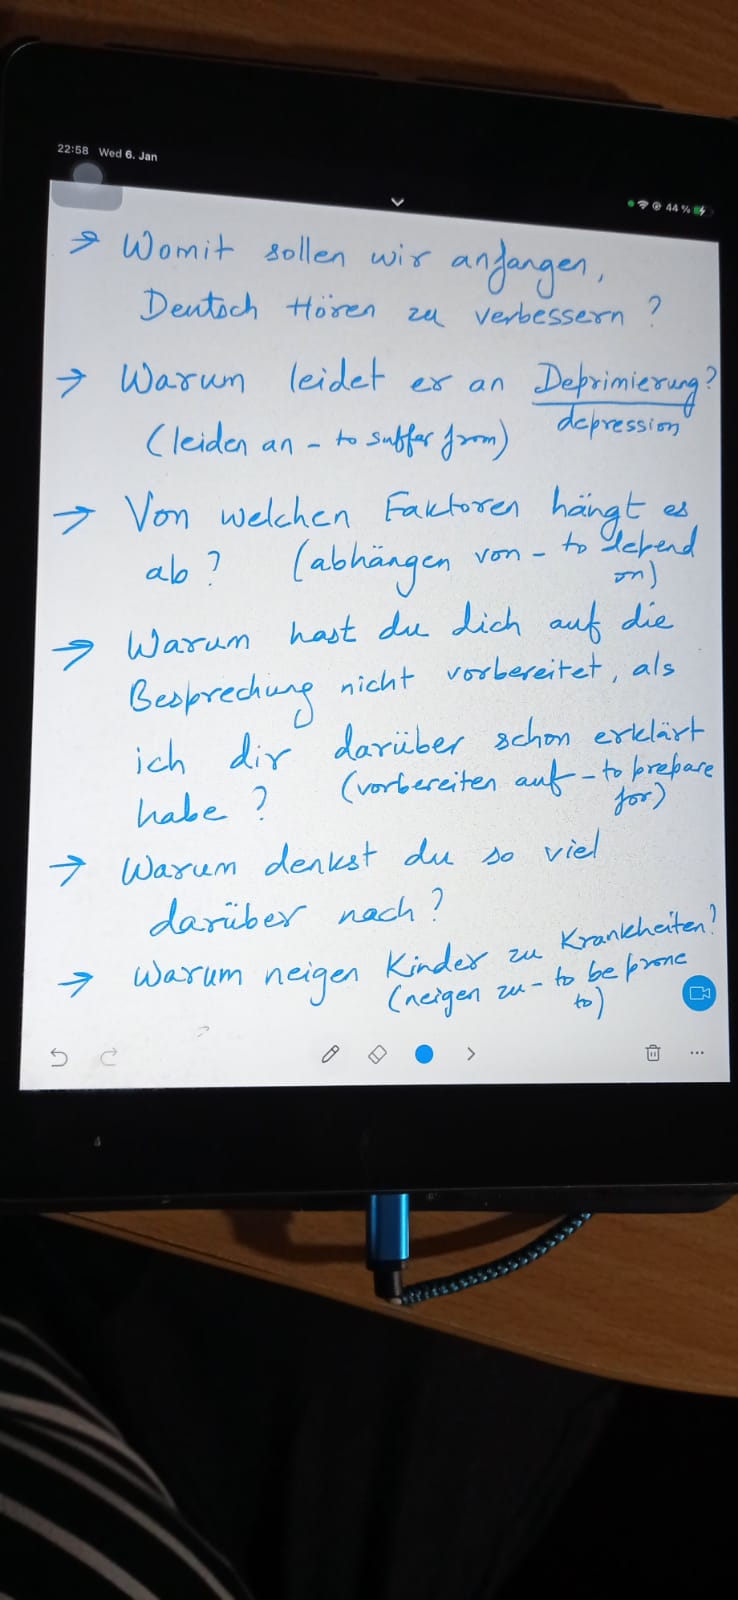 22:58 Wed 6. Jan
44 %
→ Womit sollen wir anfangen,
Deutsch Hören zu verbessern ?
→ Warum leidet er an Deprimierung?
(leiden an - to suffer from) depression
→ Von welchen Faktoren hängt es
ab ? (abhängen von - to depend
on)
→ Warum hast du dich auf die
Besprechung nicht vorbereitet, als
ich dir darüber schon erklärt
habe ? (vorbereiten auf - to prepare
for)
→ Warum denkst du so viel
darüber nach ?
→ Warum neigen Kinder zu Krankheiten?
(neigen zu - to be prone
to)